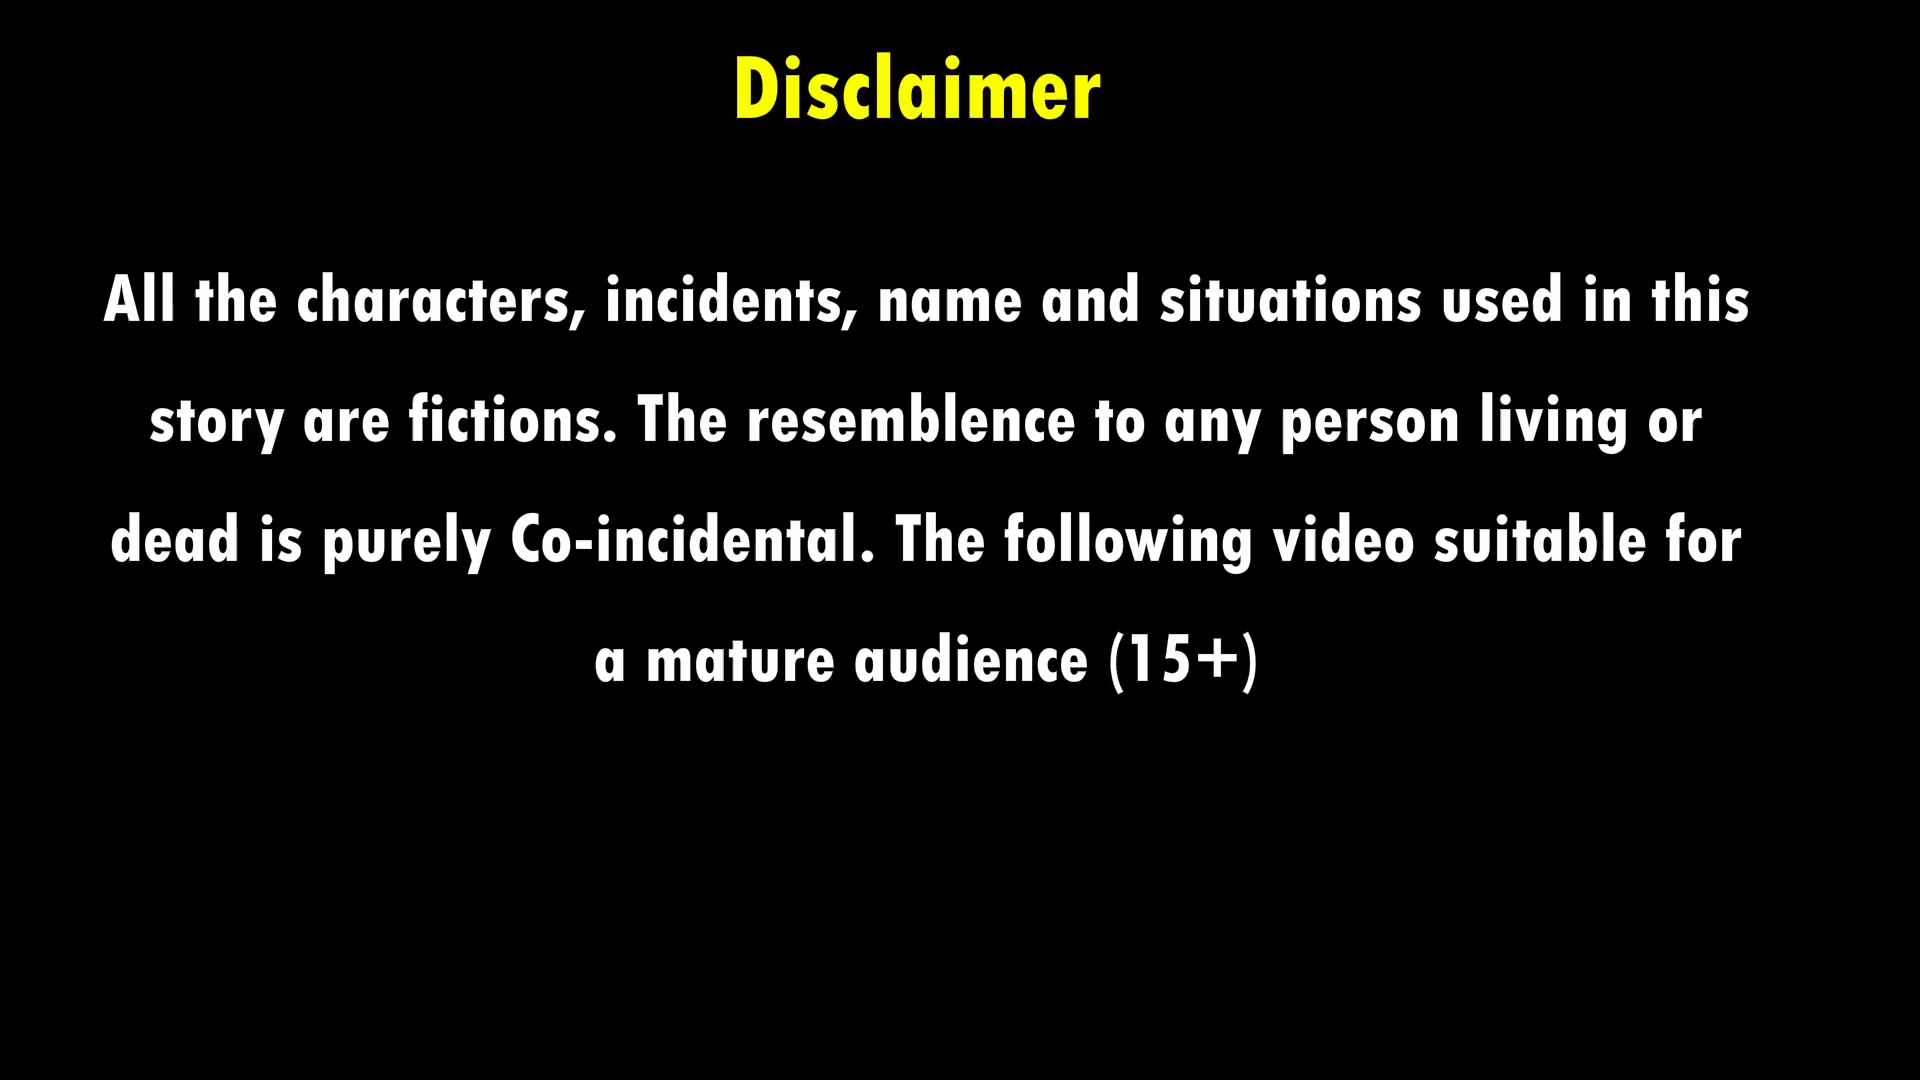 Disclaimer
All the characters, incidents, name and situations used in this
story are fictions. The resemblence to any person living or
dead is purely Co-incidental. The following video suitable for
a mature audience (15+)